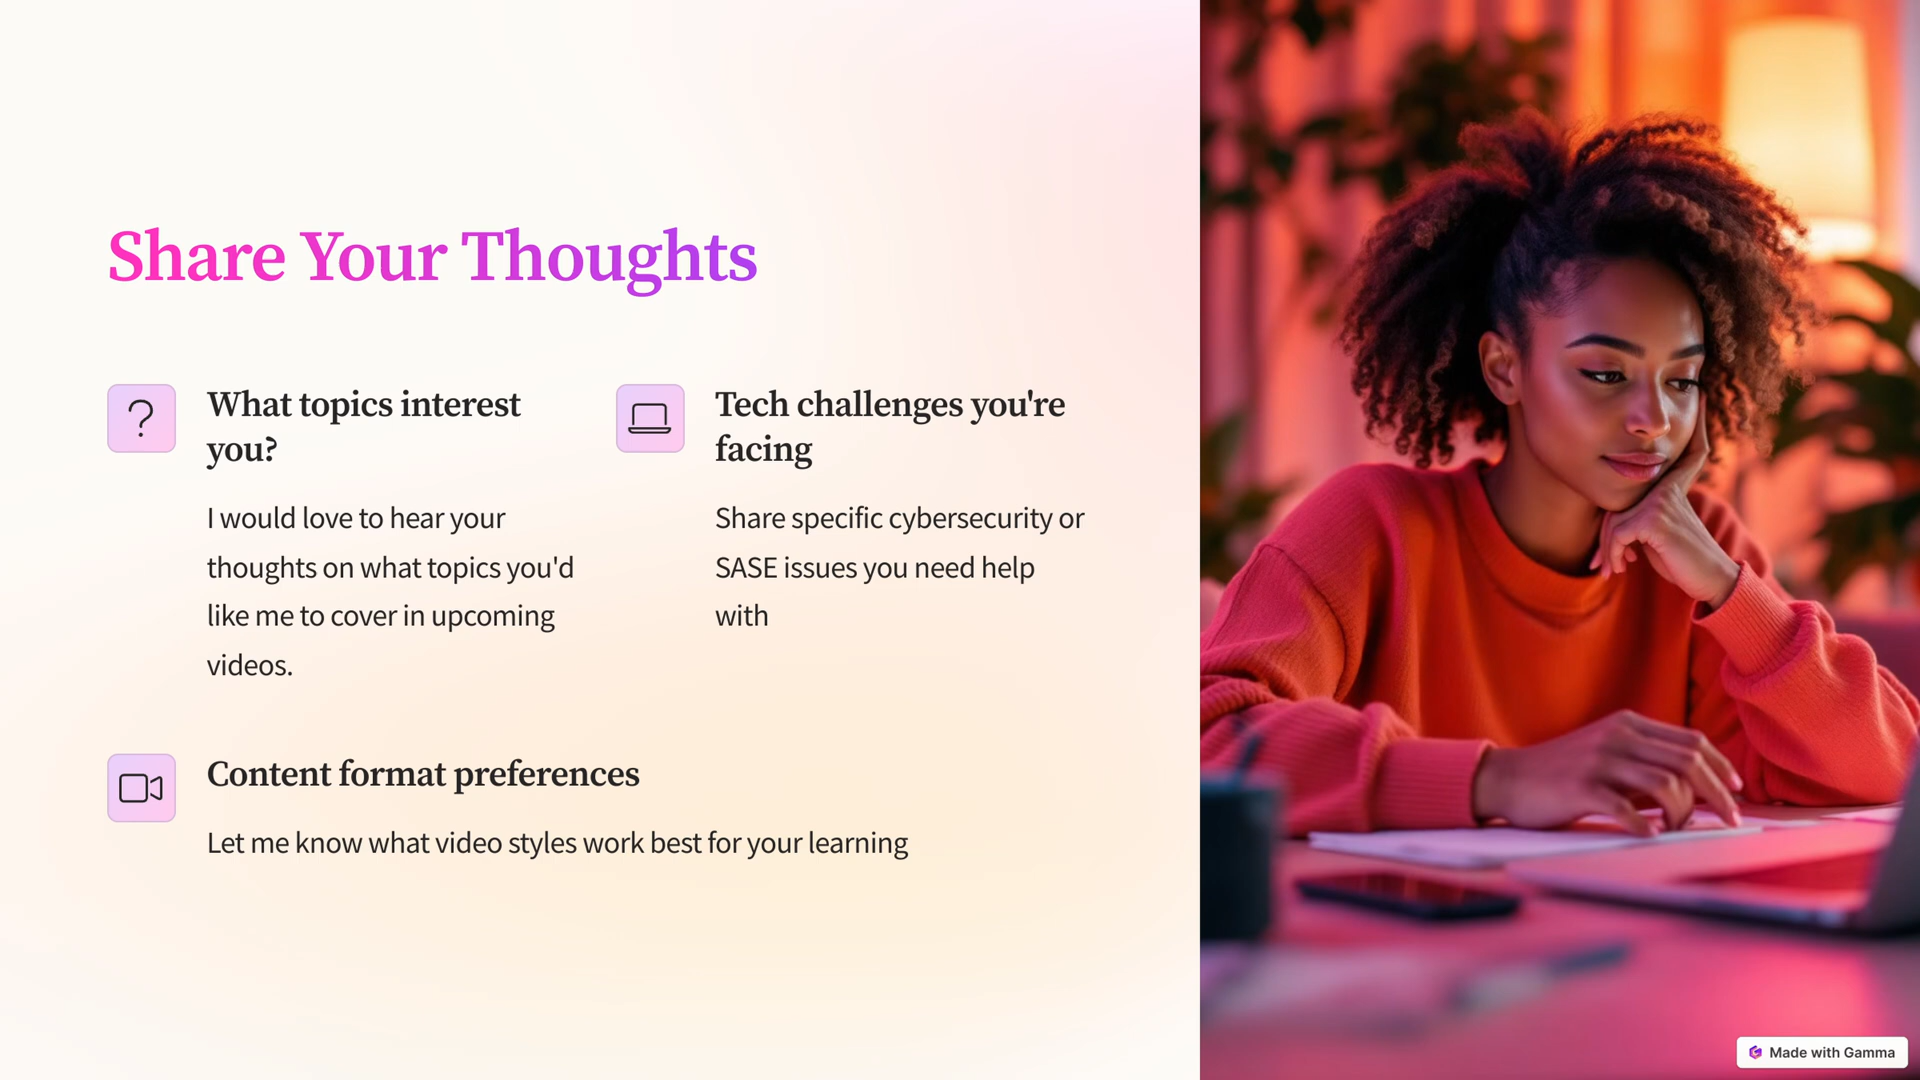 Share Your Thoughts
What topics interest
you?
I would love to hear your
thoughts on what topics you'd
like me to cover in upcoming
videos.
Tech challenges you're
facing
Share specific cybersecurity or
SASE issues you need help
with
Content format preferences
Let me know what video styles work best for your learning
Made with Gamma